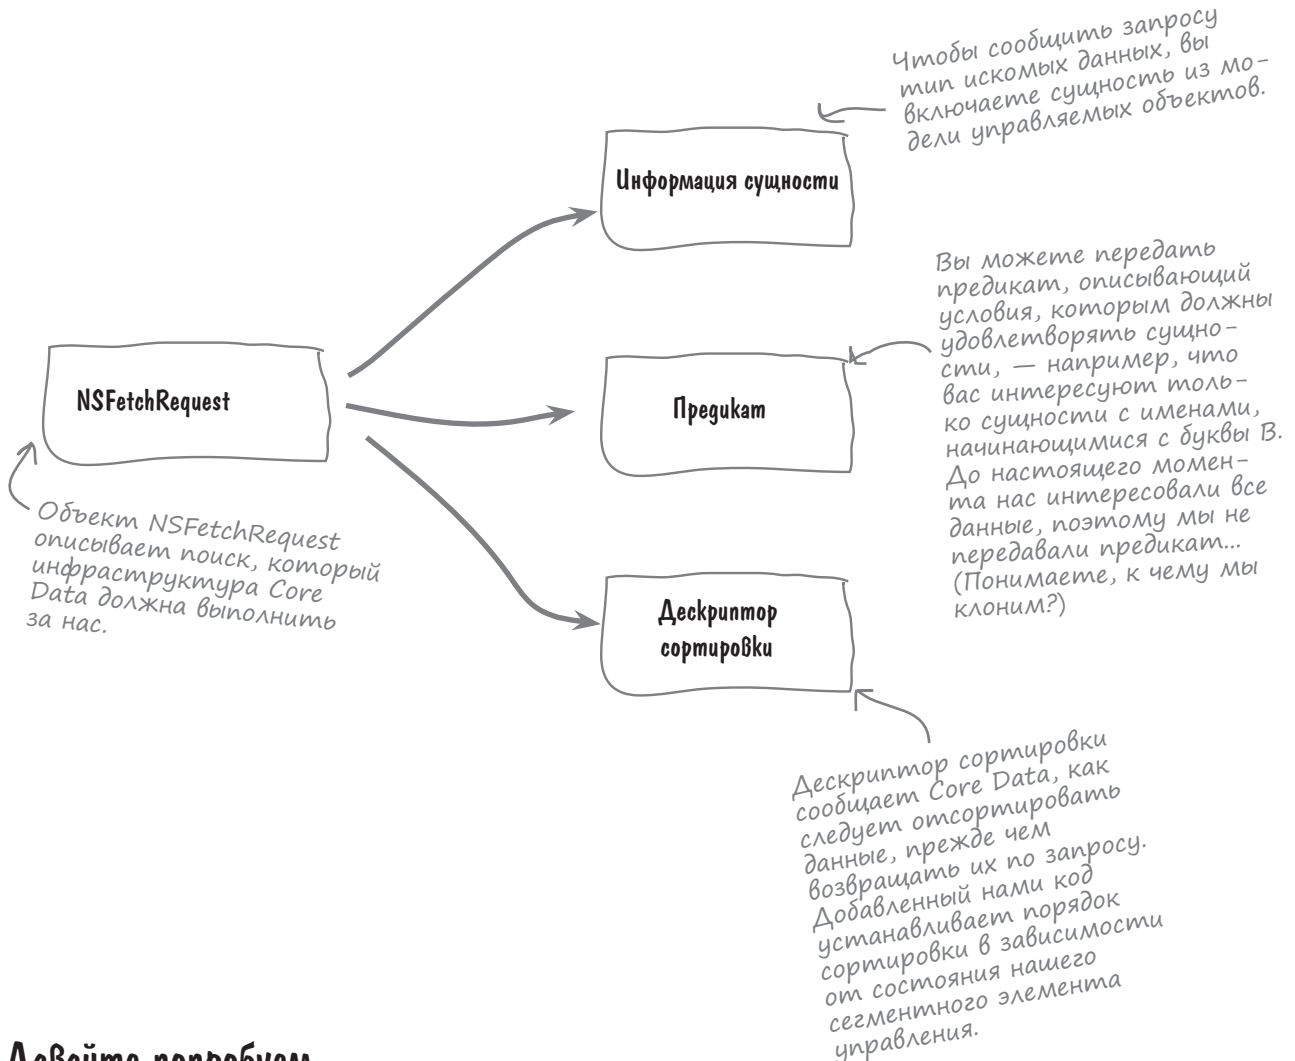 Чтобы сообщить запросу
тип искомых данных, вы
включаете сущность из мо-
дели управляемых объектов.
Информация сущности
Вы можете передать
предикат, описывающий
условия, которым должны
удовлетворять сущно-
сти, — например, что
вас интересуют толь-
ко сущности с именами,
начинающимися с буквы В.
До настоящего момен-
та нас интересовали все
данные, поэтому мы не
передавали предикат...
(Понимаете, к чему мы
клоним?)
NSFetchRequest
Предикат
Объект NSFetchRequest
описывает поиск, который
инфраструктура Core
Data должна выполнить
за нас.
Дескриптор
сортировки
Дескриптор сортировки
сообщает Core Data, как
следует отсортировать
данные, прежде чем
возвращать их по запросу.
Добавленный нами код
устанавливает порядок
сортировки в зависимости
от состояния нашего
сегментного элемента
управления.
Давайте попробуем